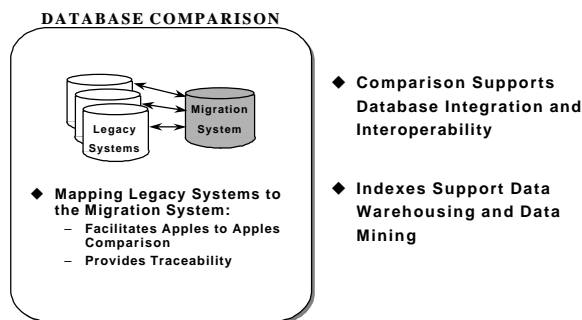 DATABASE COMPARISON
Legacy
Systems
Migration
System
◆ Mapping Legacy Systems to
the Migration System:
– Facilitates Apples to Apples
Comparison
– Provides Traceability
◆ Comparison Supports
Database Integration and
Interoperability
◆ Indexes Support Data
Warehousing and Data
Mining